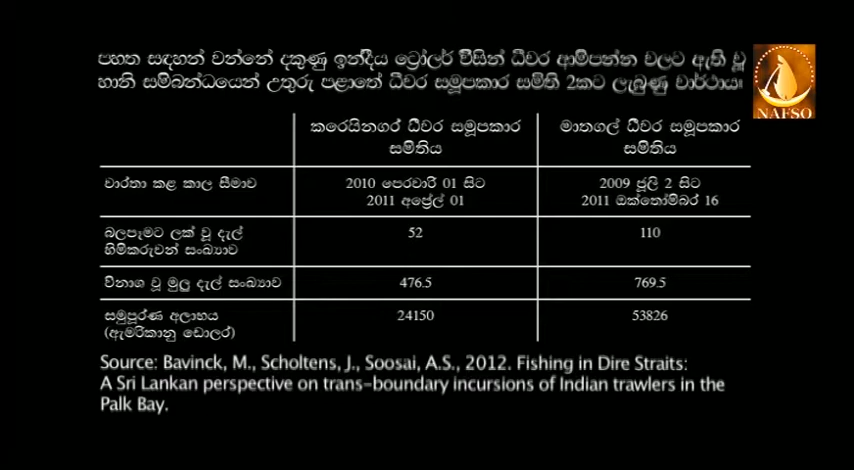 පහත සඳහන් වන්නේ දකුණු ඉන්දීය ට්‍රෝලර් විසින් ධීවර ආම්පන්න වලට ඇති වූ
හානි සම්බන්ධයෙන් උතුරු පළාතේ ධීවර සමූපකාර සමිති 2කට ලැබුණු වාර්ථාය.
NAFSO
කරෙයිනගර් ධීවර සමූපකාර සමිතිය
මාතගල් ධීවර සමූපකාර සමිතිය
වාර්තා කළ කාල සීමාව
2010 පෙරවාරි 01 සිට
2011 අප්‍රේල් 01
2009 ජූලි 2 සිට
2011 ඔක්තෝම්බර් 16
බලපෑමට ලක් වූ දැල්
හිමිකරුවන් සංඛ්‍යාව
52
110
විනාශ වූ මුලු දැල් සංඛ්‍යාව
476.5
769.5
සම්පූර්ණ අලාභය
(ඇමරිකානු ඩොලර්)
24150
53826
Source: Bavinck, M., Scholtens, J., Soosai, A.S., 2012. Fishing in Dire Straits:
A Sri Lankan perspective on trans-boundary incursions of Indian trawlers in the
Palk Bay.